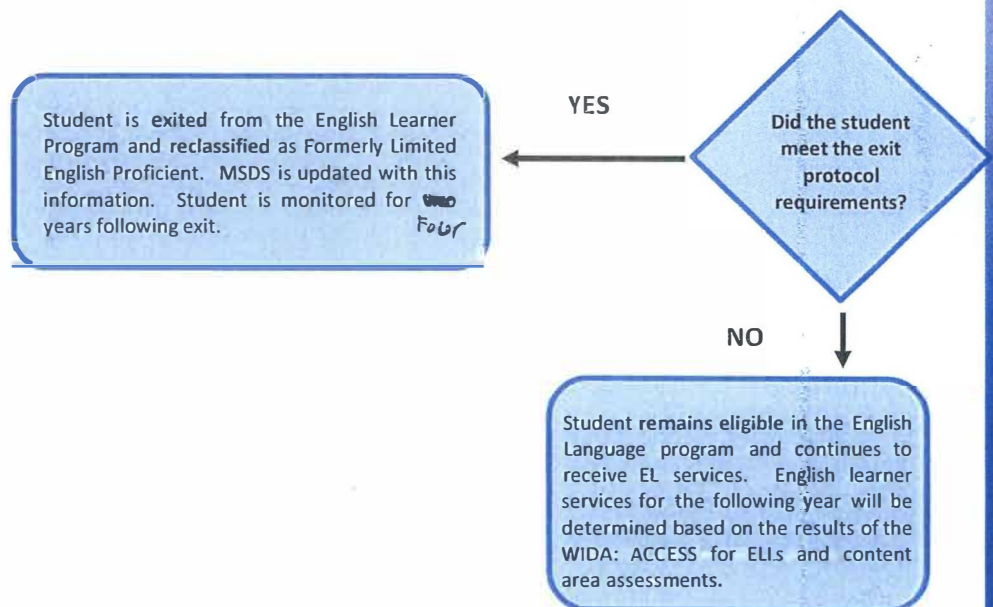 YES
Student is exited from the English Learner
Program and reclassified as Formerly Limited
English Proficient. MSDS is updated with this
information. Student is monitored for
years following exit. Four
Did the student
meet the exit
protocol
requirements?
NO
Student remains eligible in the English
Language program and continues to
receive EL services. English learner
services for the following year will be
determined based on the results of the
WIDA: ACCESS for ELLs and content
area assessments.